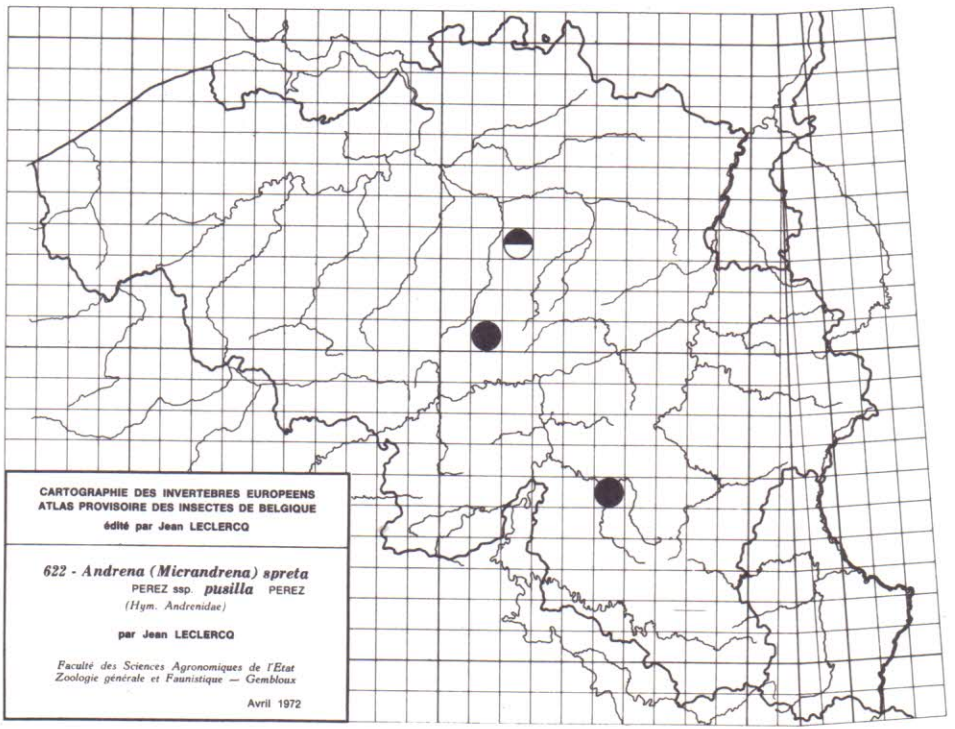 CARTOGRAPHIE DES INVERTEBRES EUROPEENS
ATLAS PROVISOIRE DES INSECTES DE BELGIQUE
édité par Jean LECLERCQ
622 - Andrena (Micrandrena) spreta
PEREZ ssp. pusilla PEREZ
(Hym. Andrenidae)
par Jean LECLERCQ
Faculté des Sciences Agronomiques de l'Etat
Zoologie générale et Faunistique — Gembloux
Avril 1972